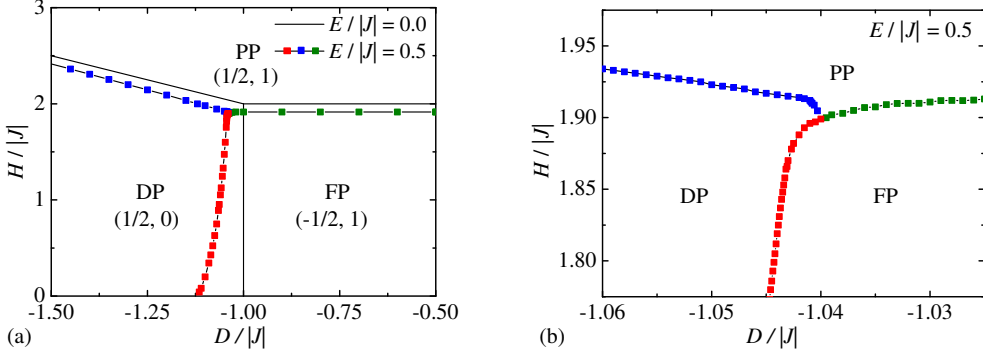 3
2
1
0
H / |J|
E / |J| = 0.0
E / |J| = 0.5
PP
(1/2, 1)
DP
(1/2, 0)
FP
(-1/2, 1)
-1.50
-1.25
-1.00
-0.75
-0.50
(a)
D / |J|
1.95
1.90
1.85
1.80
H / |J|
E / |J| = 0.5
PP
DP
FP
-1.06
-1.05
-1.04
-1.03
(b)
D / |J|